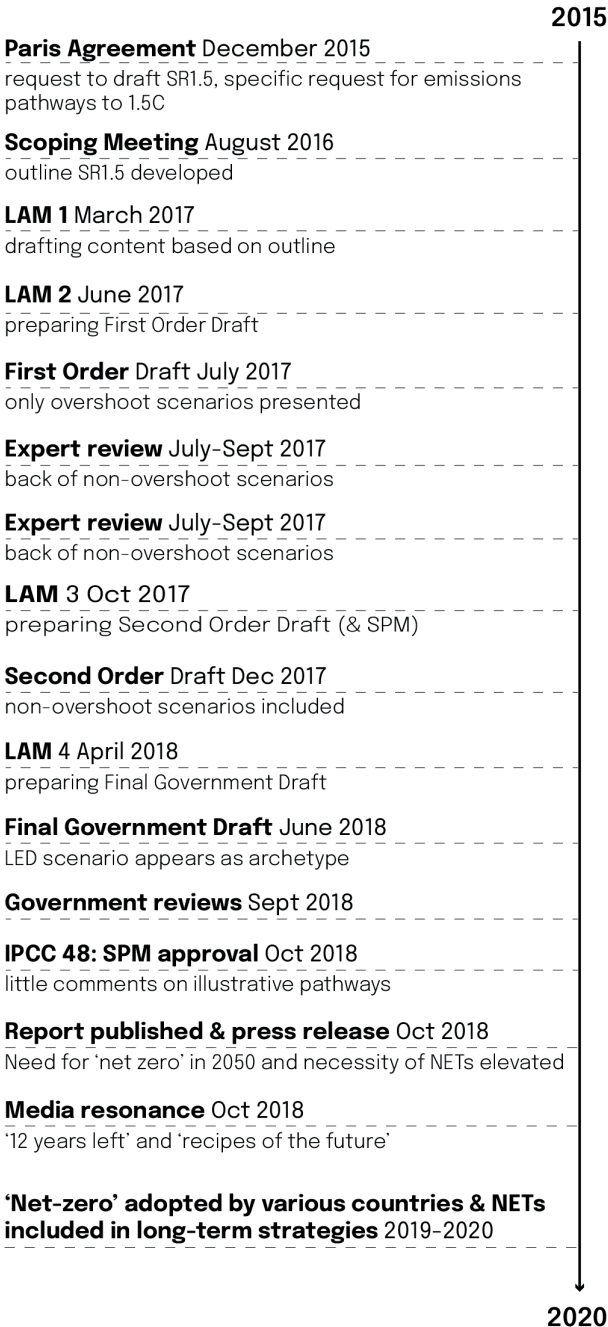 2015
Paris Agreement December 2015
request to draft SR1.5, specific request for emissions
pathways to 1.5C
Scoping Meeting August 2016
outline SR1.5 developed
LAM 1 March 2017
drafting content based on outline
LAM 2 June 2017
preparing First Order Draft
First Order Draft July 2017
only overshoot scenarios presented
Expert review July-Sept 2017
back of non-overshoot scenarios
Expert review July-Sept 2017
back of non-overshoot scenarios
LAM 3 Oct 2017
preparing Second Order Draft (& SPM)
Second Order Draft Dec 2017
non-overshoot scenarios included
LAM 4 April 2018
preparing Final Government Draft
Final Government Draft June 2018
LED scenario appears as archetype
Government reviews Sept 2018
IPCC 48: SPM approval Oct 2018
little comments on illustrative pathways
Report published & press release Oct 2018
Need for ‘net zero’ in 2050 and necessity of NETs elevated
Media resonance Oct 2018
‘12 years left’ and ‘recipes of the future’
‘Net-zero’ adopted by various countries & NETs
included in long-term strategies 2019-2020
2020